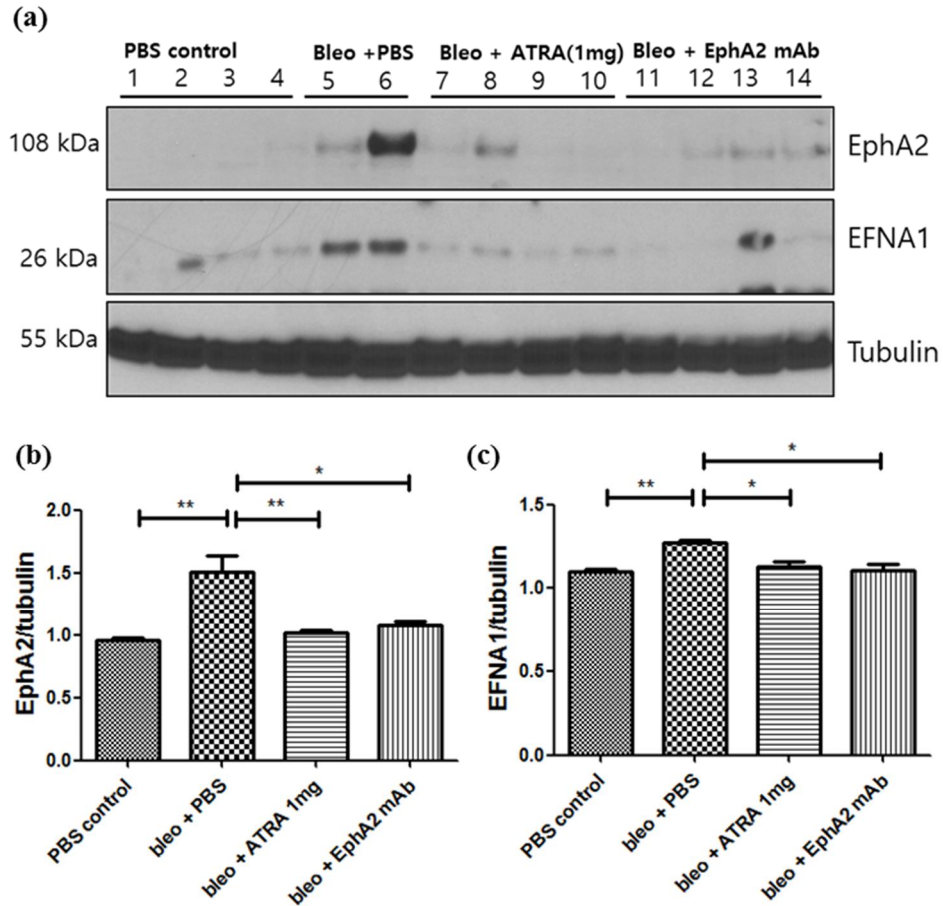 (a)
PBS control Bleo +PBS Bleo + ATRA(1mg) Bleo + EphA2 mAb
1 2 3 4 5 6 7 8 9 10 11 12 13 14
108 kDa EphA2
26 kDa EFNA1
55 kDa Tubulin
(b)
EphA2/tubulin
2.0
1.5
1.0
0.5
0.0
** ** *
PBS control
bleo + PBS
bleo + ATRA 1mg
bleo + EphA2 mAb
(c)
EFNA1/tubulin
1.5
1.0
0.5
0.0
** * *
PBS control
bleo + PBS
bleo + ATRA 1mg
bleo + EphA2 mAb